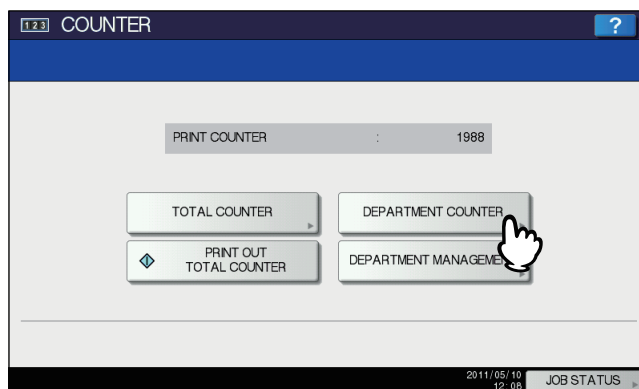 123 COUNTER ?
PRINT COUNTER : 1988
TOTAL COUNTER
DEPARTMENT COUNTER
PRINT OUT
TOTAL COUNTER
DEPARTMENT MANAGEME
2011/05/10
12:08
JOB STATUS